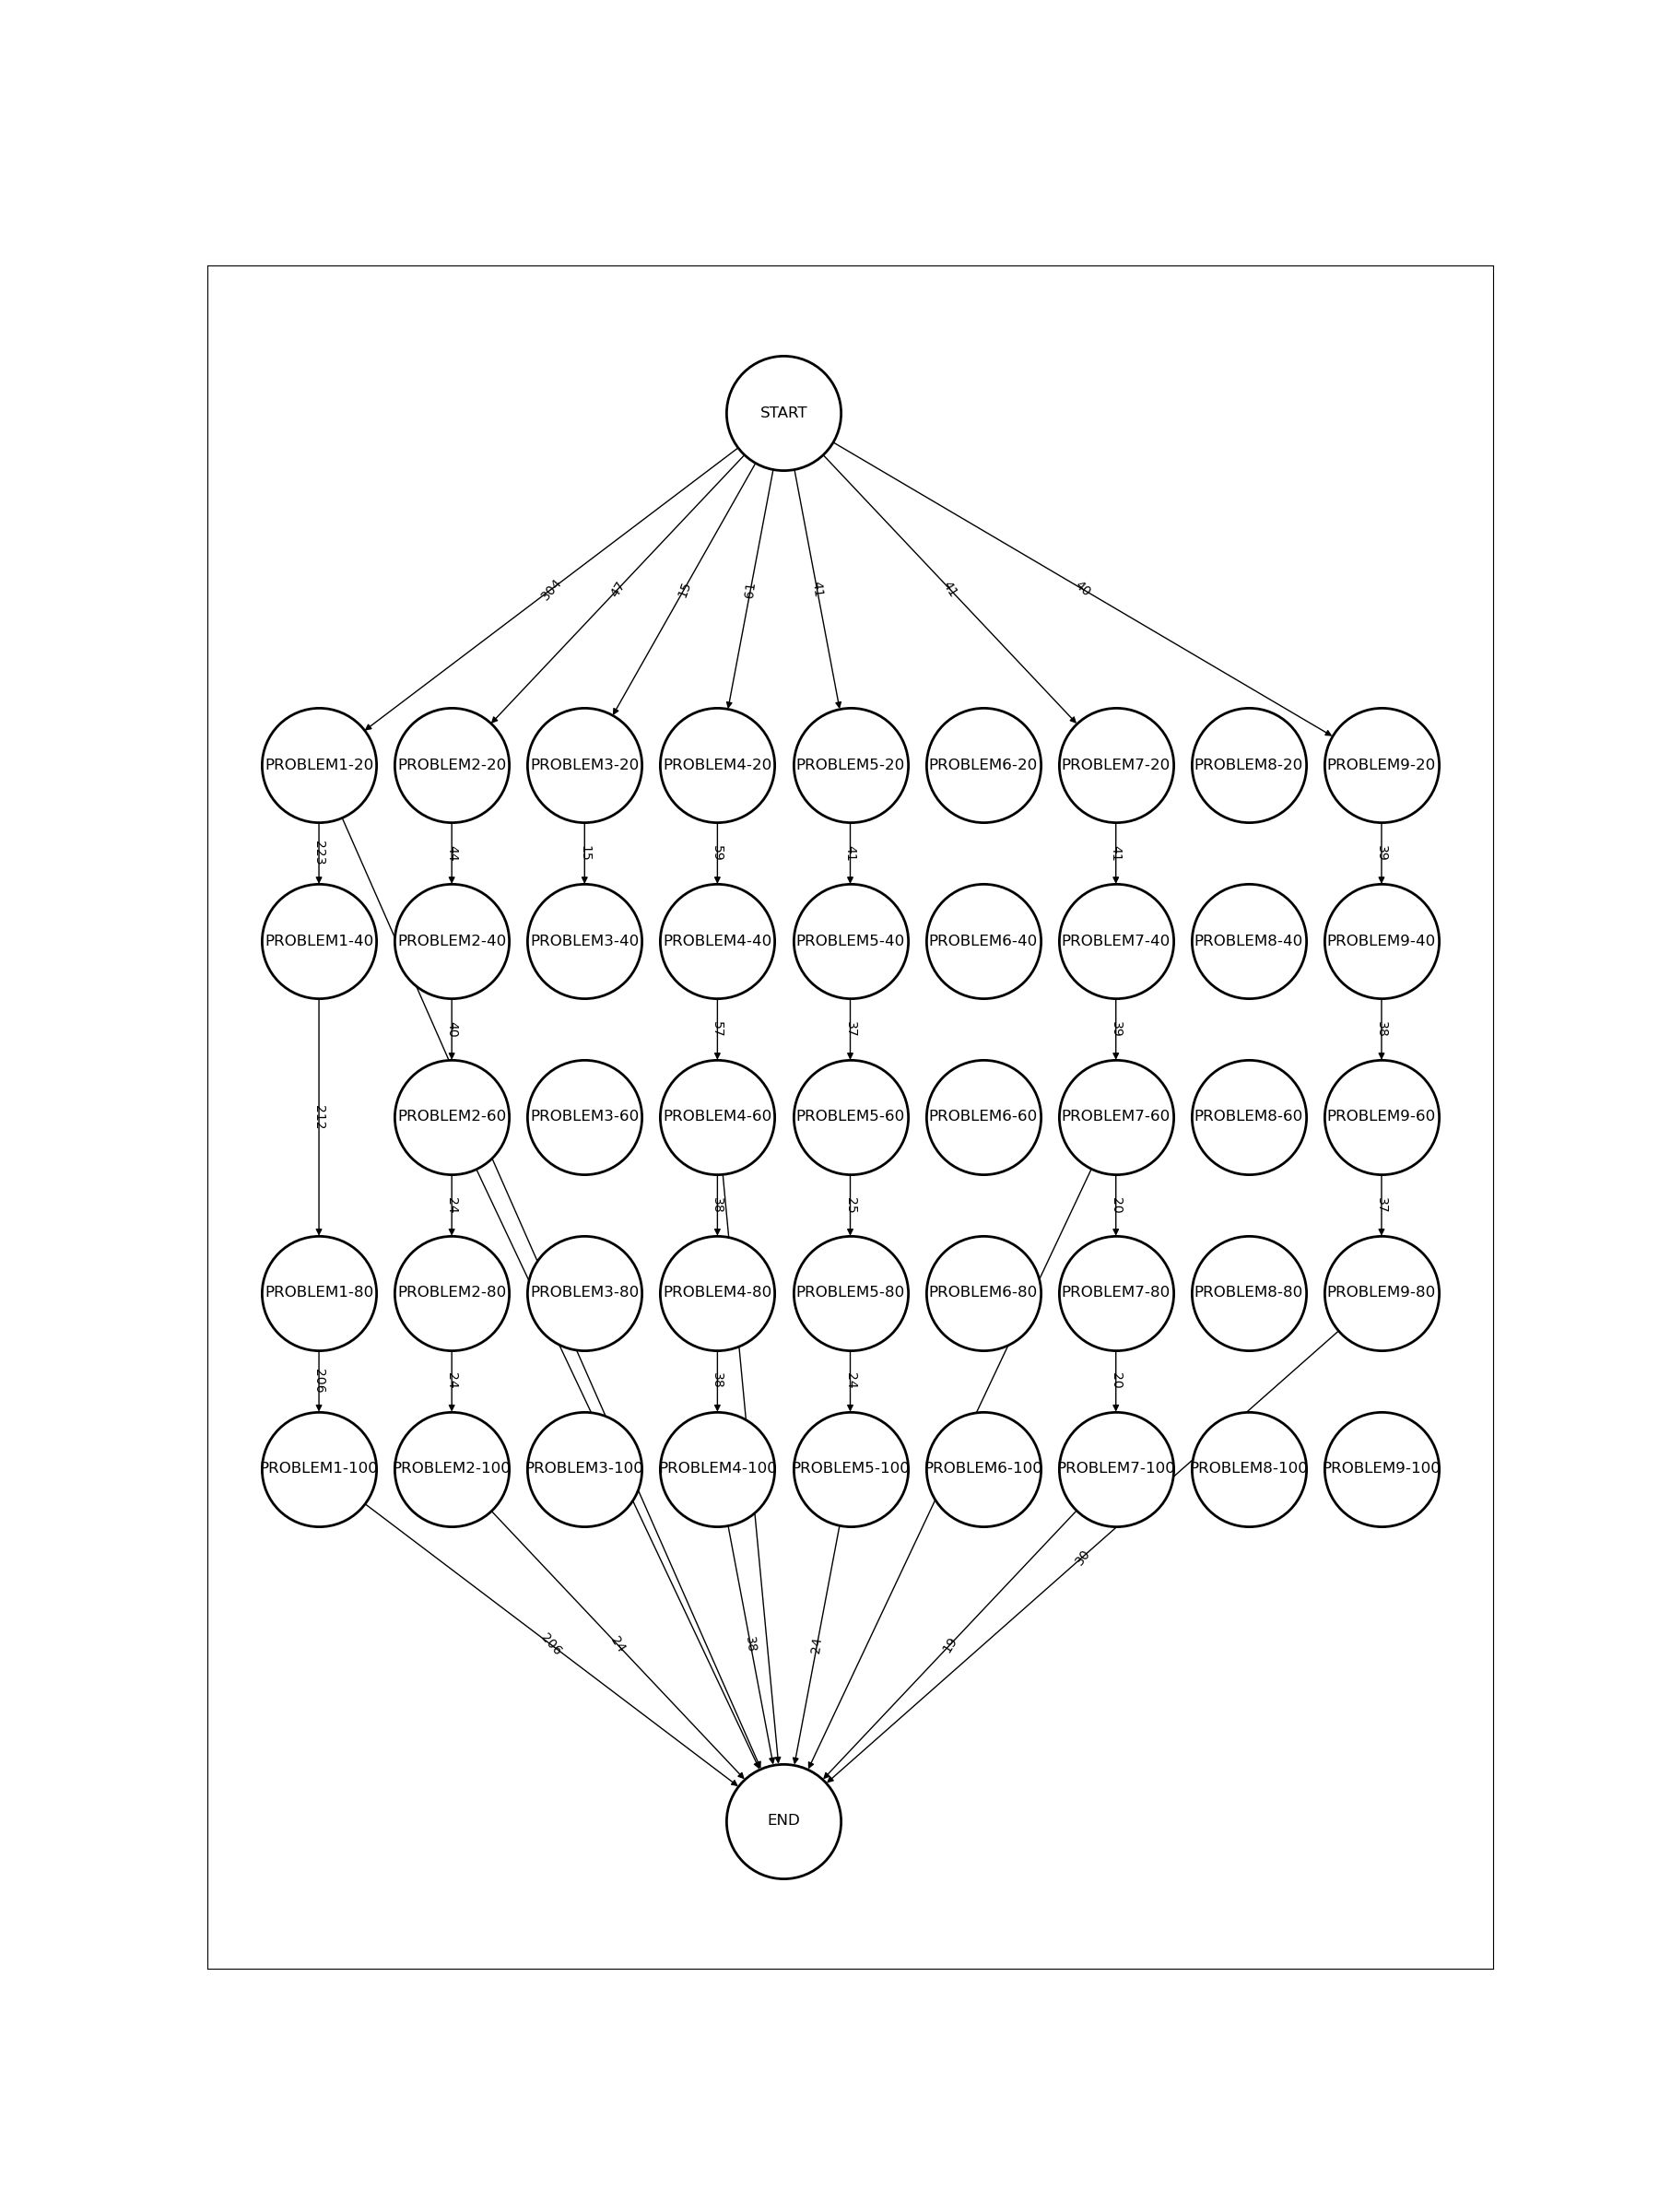 START
304
47
15
61
41
41
40
PROBLEM1-20
PROBLEM2-20
PROBLEM3-20
PROBLEM4-20
PROBLEM5-20
PROBLEM6-20
PROBLEM7-20
PROBLEM8-20
PROBLEM9-20
223
44
15
59
41
41
39
PROBLEM1-40
PROBLEM2-40
PROBLEM3-40
PROBLEM4-40
PROBLEM5-40
PROBLEM6-40
PROBLEM7-40
PROBLEM8-40
PROBLEM9-40
40
57
37
39
38
212
PROBLEM2-60
PROBLEM3-60
PROBLEM4-60
PROBLEM5-60
PROBLEM6-60
PROBLEM7-60
PROBLEM8-60
PROBLEM9-60
24
38
25
20
37
PROBLEM1-80
PROBLEM2-80
PROBLEM3-80
PROBLEM4-80
PROBLEM5-80
PROBLEM6-80
PROBLEM7-80
PROBLEM8-80
PROBLEM9-80
206
24
38
24
20
PROBLEM1-100
PROBLEM2-100
PROBLEM3-100
PROBLEM4-100
PROBLEM5-100
PROBLEM6-100
PROBLEM7-100
PROBLEM8-100
PROBLEM9-100
30
206
24
38
24
19
END